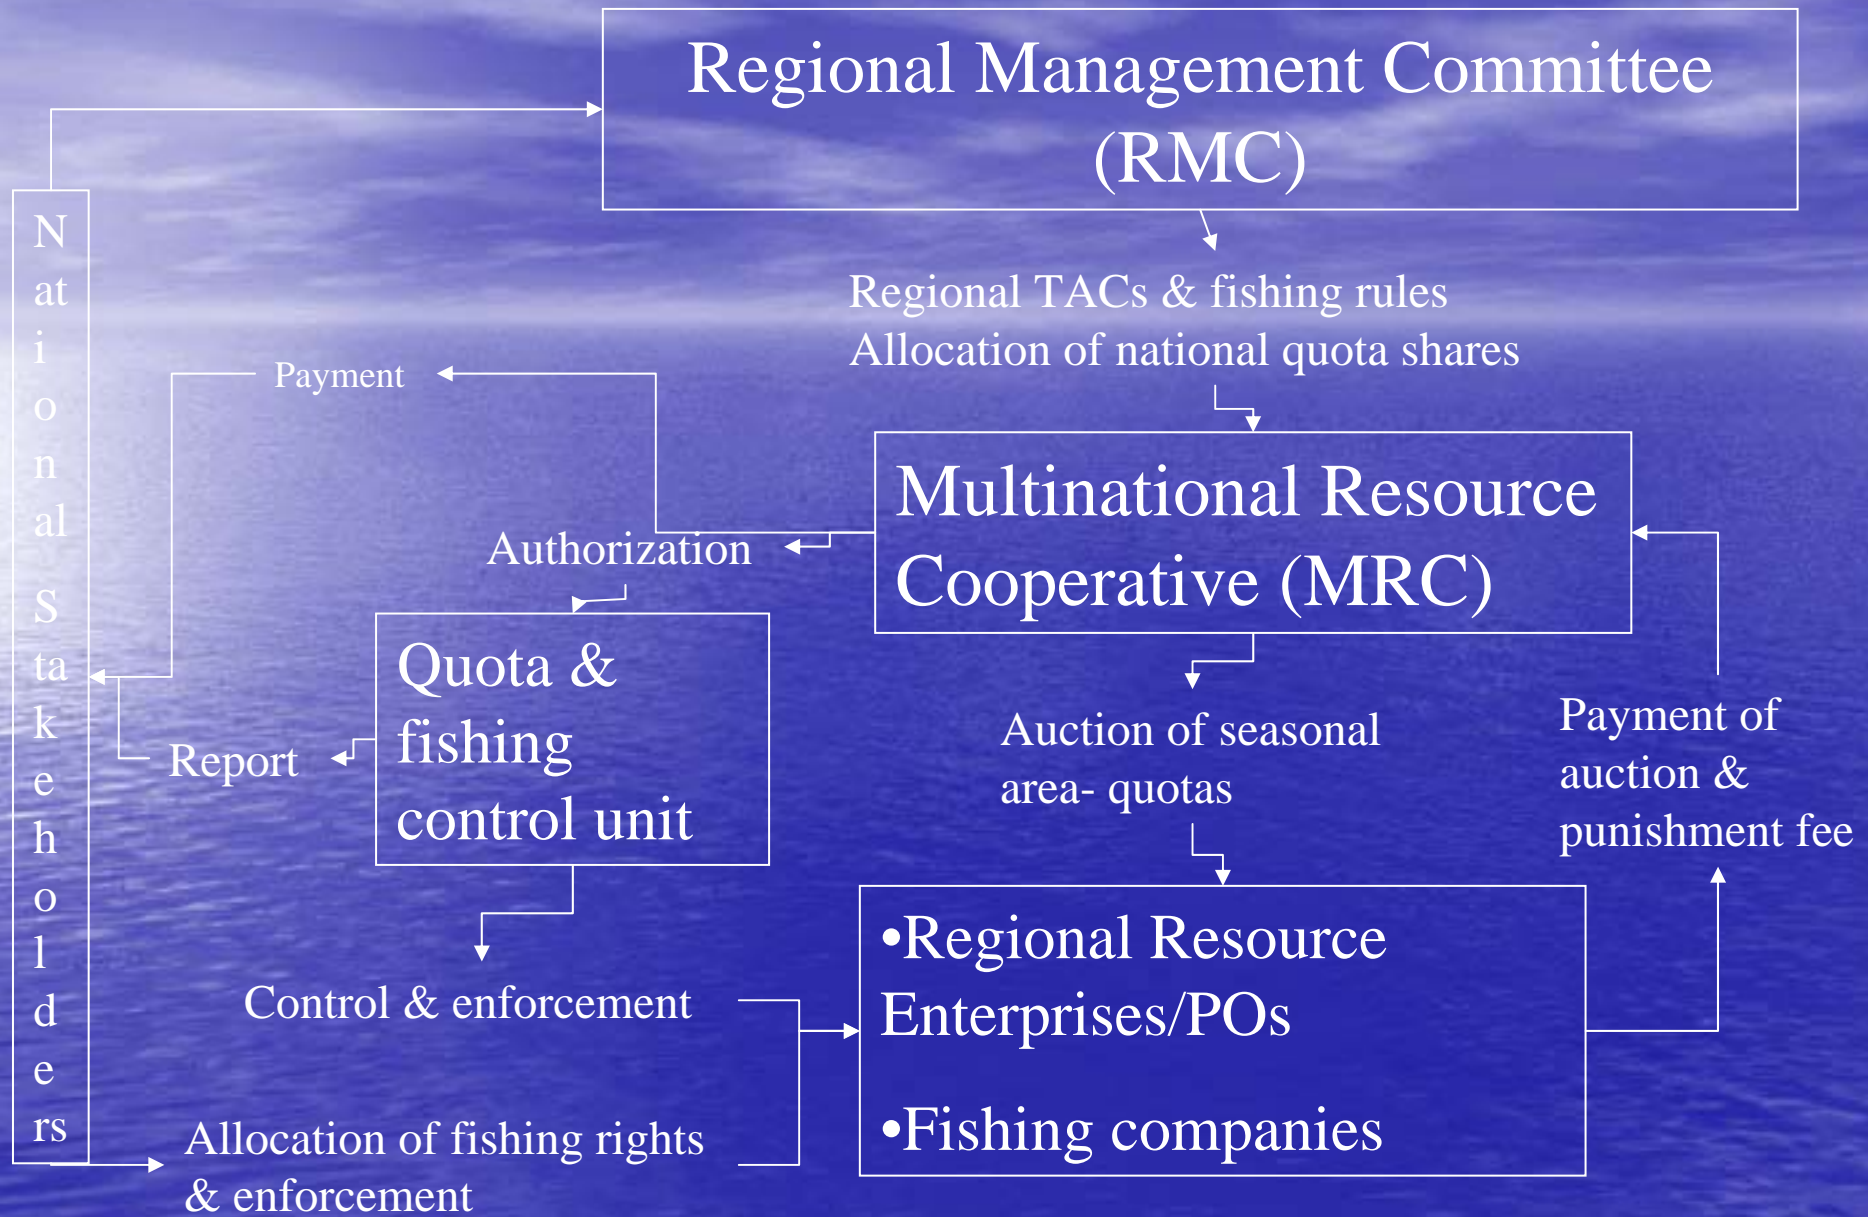 Regional Management Committee
(RMC)
N
at
i
o
n
al
S
ta
k
e
h
o
l
d
e
rs
Regional TACs & fishing rules
Allocation of national quota shares
Payment
Multinational Resource
Cooperative (MRC)
Authorization
Quota &
fishing
control unit
Report
Auction of seasonal
area- quotas
Payment of
auction &
punishment fee
•Regional Resource
Enterprises/POs
•Fishing companies
Control & enforcement
Allocation of fishing rights
& enforcement